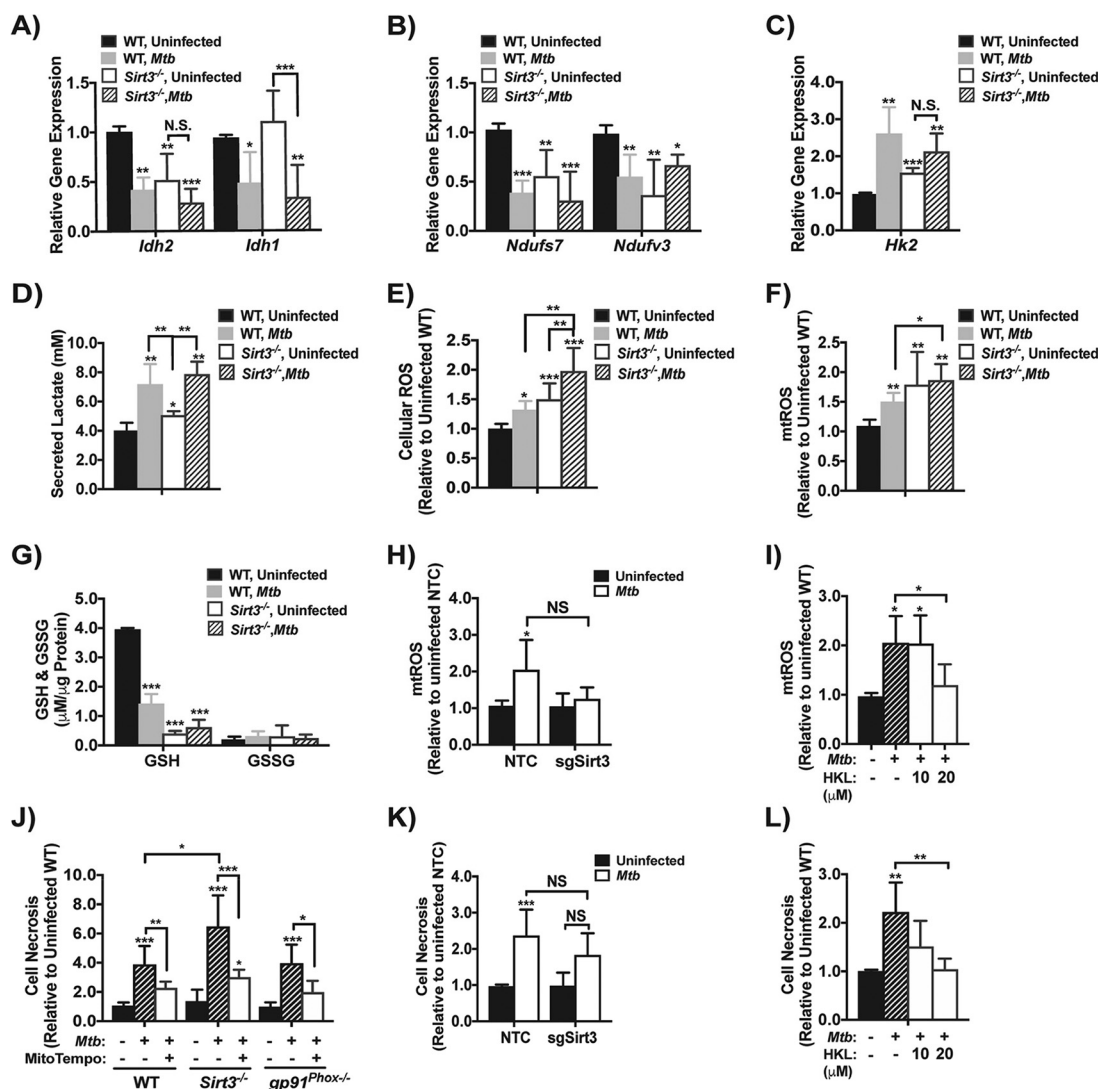 A)
WT, Uninfected
WT, Mtb
Sirt3-/-, Uninfected
Sirt3-/-,Mtb
Relative Gene Expression
1.5
1.0
0.5
0.0
** ** N.S. *** * *** **
Idh2 Idh1
B)
WT, Uninfected
WT, Mtb
Sirt3-/-, Uninfected
Sirt3-/-,Mtb
Relative Gene Expression
1.5
1.0
0.5
0.0
*** ** *** ** ** *
Ndufs7 Ndufv3
C)
WT, Uninfected
WT, Mtb
Sirt3-/-, Uninfected
Sirt3-/-,Mtb
Relative Gene Expression
4.0
3.0
2.0
1.0
0.0
** N.S. *** **
Hk2
D)
WT, Uninfected
WT, Mtb
Sirt3-/-, Uninfected
Sirt3-/-,Mtb
Secreted Lactate (mM)
10.0
8.0
6.0
4.0
2.0
0.0
** **
** * **
E)
WT, Uninfected
WT, Mtb
Sirt3-/-, Uninfected
Sirt3-/-,Mtb
Cellular ROS
(Relative to Uninfected WT)
3.0
2.5
2.0
1.5
1.0
0.5
0.0
**
**
* *** ***
F)
WT, Uninfected
WT, Mtb
Sirt3-/-, Uninfected
Sirt3-/-,Mtb
mtROS
(Relative to Uninfected WT)
3.0
2.5
2.0
1.5
1.0
0.5
0.0
*
** ** **
G)
WT, Uninfected
WT, Mtb
Sirt3-/-, Uninfected
Sirt3-/-,Mtb
GSH & GSSG
(μM/μg Protein)
5.0
4.0
3.0
2.0
1.0
0.0
*** *** ***
GSH GSSG
H)
Uninfected
Mtb
mtROS
(Relative to uninfected NTC)
4.0
3.0
2.0
1.0
0.0
NS
*
NTC sgSirt3
I)
mtROS
(Relative to uninfected WT)
3.0
2.0
1.0
0.0
*
* *
Mtb: - + + +
HKL: - - 10 20
(μM)
J)
Cell Necrosis
(Relative to Uninfected WT)
10.0
8.0
6.0
4.0
2.0
0.0
*
*** ** *** *** * *** *
Mtb: - + + - + + - + +
MitoTempo: - - + - - + - - +
WT Sirt3-/- gp91Phox-/-
K)
Uninfected
Mtb
Cell Necrosis
(Relative to uninfected NTC)
4.0
3.0
2.0
1.0
0.0
NS
*** NS
NTC sgSirt3
L)
Cell Necrosis
(Relative to Uninfected WT)
4.0
3.0
2.0
1.0
0.0
**
**
Mtb: - + + +
HKL: - - 10 20
(μM)